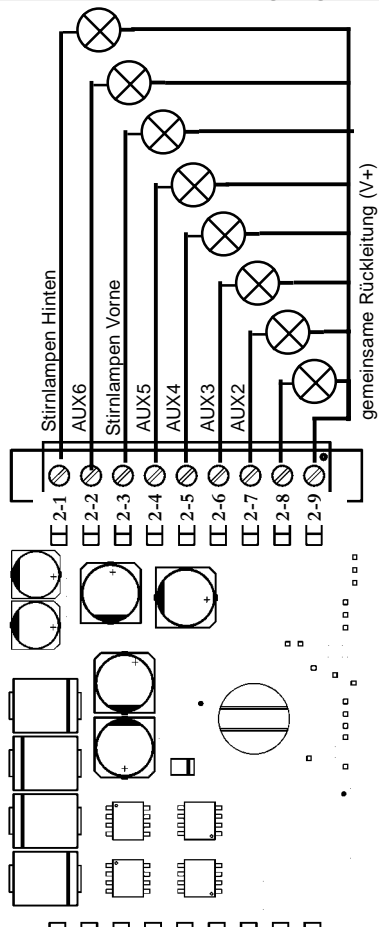 Stirnlampen Hinten
AUX6
Stirnlampen Vorne
AUX5
AUX4
AUX3
AUX2
gemeinsame Rückleitung (V+)
2-1
2-2
2-3
2-4
2-5
2-6
2-7
2-8
2-9